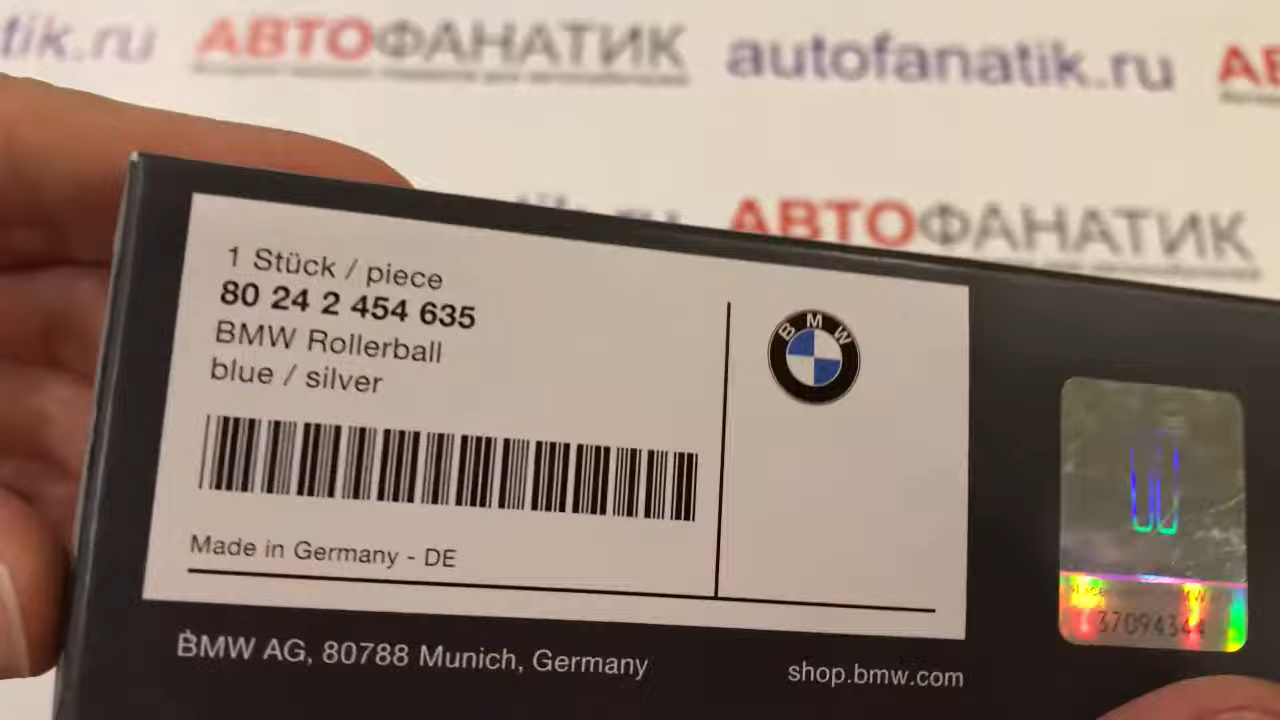 tik.ru АВТОФАНАТИК autofanatik.ru АВ
АВТОФАНАТИК
1 Stück / piece
80 24 2 454 635
BMW Rollerball
blue / silver
BMW
Made in Germany - DE
BMW AG, 80788 Munich, Germany
shop.bmw.com